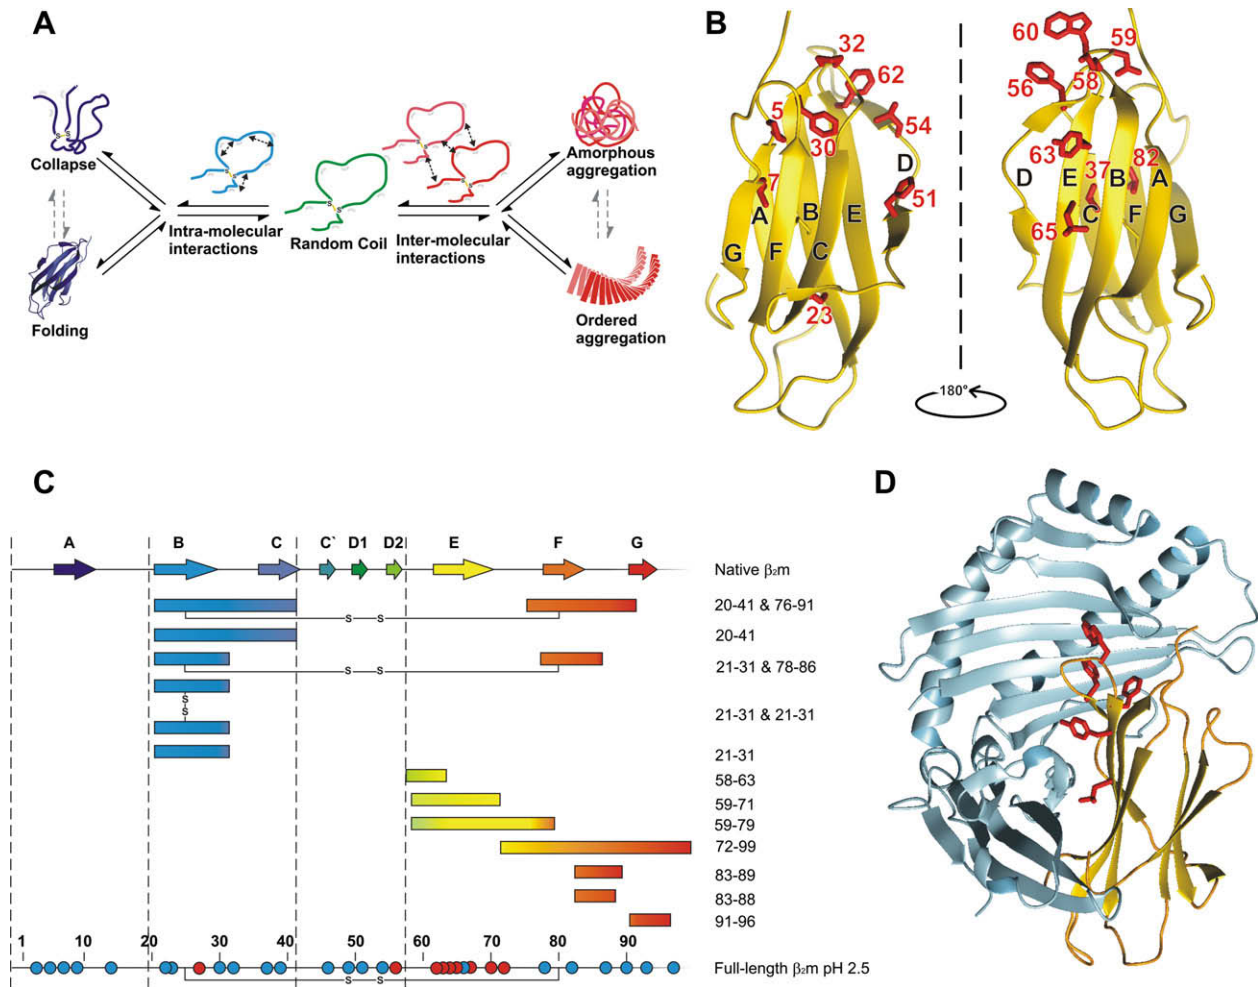 A
S S
Collapse
Folding
Intra-molecular
interactions
S S
Random Coil
S S
Inter-molecular
interactions
Amorphous
aggregation
Ordered
aggregation
B
32
62
5
54
30
D
7
51
A B E
G F C
23
180°
60
59
58
56
63 37 82
D E B A
C F G
65
C
A B C C` D1 D2 E F G
Native β₂m
S S
20-41 & 76-91
20-41
S S
21-31 & 78-86
S
S
21-31 & 21-31
21-31
58-63
59-71
59-79
72-99
83-89
83-88
91-96
1 10 20 30 40 50 60 70 80 90
S S
Full-length β₂m pH 2.5
D